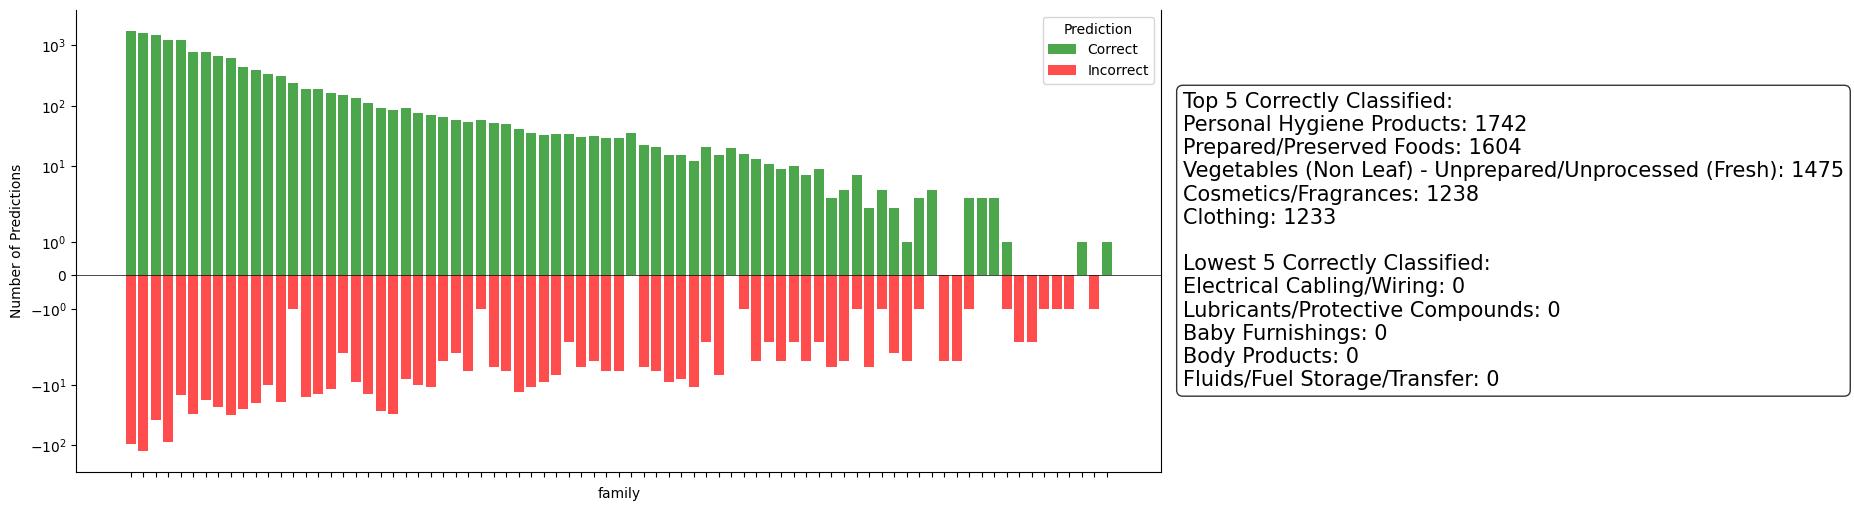 Prediction
Correct
Incorrect
10³
10²
10¹
10⁰
0
−10⁰
−10¹
−10²
Number of Predictions
family
Top 5 Correctly Classified:
Personal Hygiene Products: 1742
Prepared/Preserved Foods: 1604
Vegetables (Non Leaf) - Unprepared/Unprocessed (Fresh): 1475
Cosmetics/Fragrances: 1238
Clothing: 1233
Lowest 5 Correctly Classified:
Electrical Cabling/Wiring: 0
Lubricants/Protective Compounds: 0
Baby Furnishings: 0
Body Products: 0
Fluids/Fuel Storage/Transfer: 0